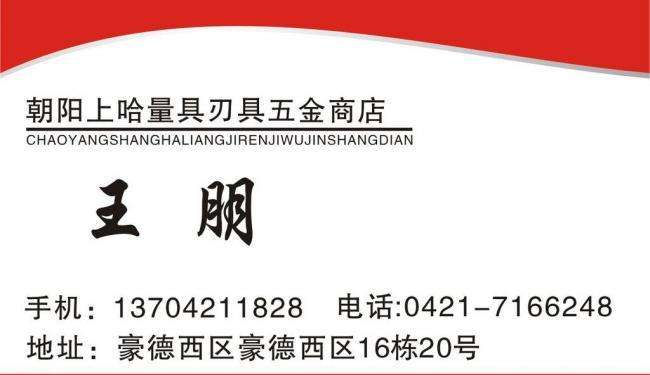 朝阳上哈量具刃具五金商店
CHAOYANGSHANGHALIANGJIRENJIWUJINSHANGDIAN
王 朋
手机：13704211828 电话:0421-7166248
地址：豪德西区豪德西区16栋20号